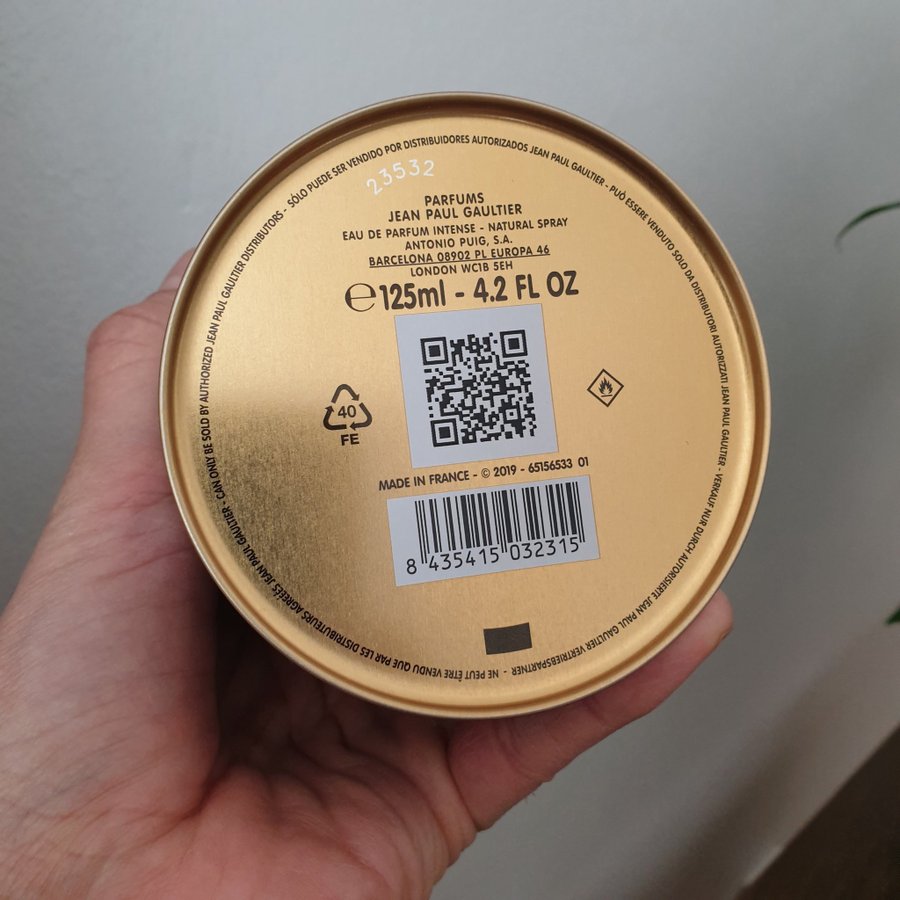 SÓLO PUEDE SER VENDIDO POR DISTRIBUIDORES AUTORIZADOS JEAN PAUL GAULTIER - PUÒ ESSERE VENDUTO SOLO DA DISTRIBUTORI AUTORIZZATI JEAN PAUL GAULTIER - VERKAUF NUR DURCH AUTORISIERTE JEAN PAUL GAULTIER VERTRIEBSPARTNER - NE PEUT ÊTRE VENDU QUE PAR LES DISTRIBUTEURS AGRÉÉS JEAN PAUL GAULTIER - CAN ONLY BE SOLD BY AUTHORIZED JEAN PAUL GAULTIER DISTRIBUTORS -
23532
PARFUMS
JEAN PAUL GAULTIER
EAU DE PARFUM INTENSE - NATURAL SPRAY
ANTONIO PUIG, S.A.
BARCELONA 08902 PL EUROPA 46
LONDON WC1B 5EH
℮125ml - 4.2 FL OZ
40
FE
MADE IN FRANCE - © 2019 - 65156533 01
8 435415 032315